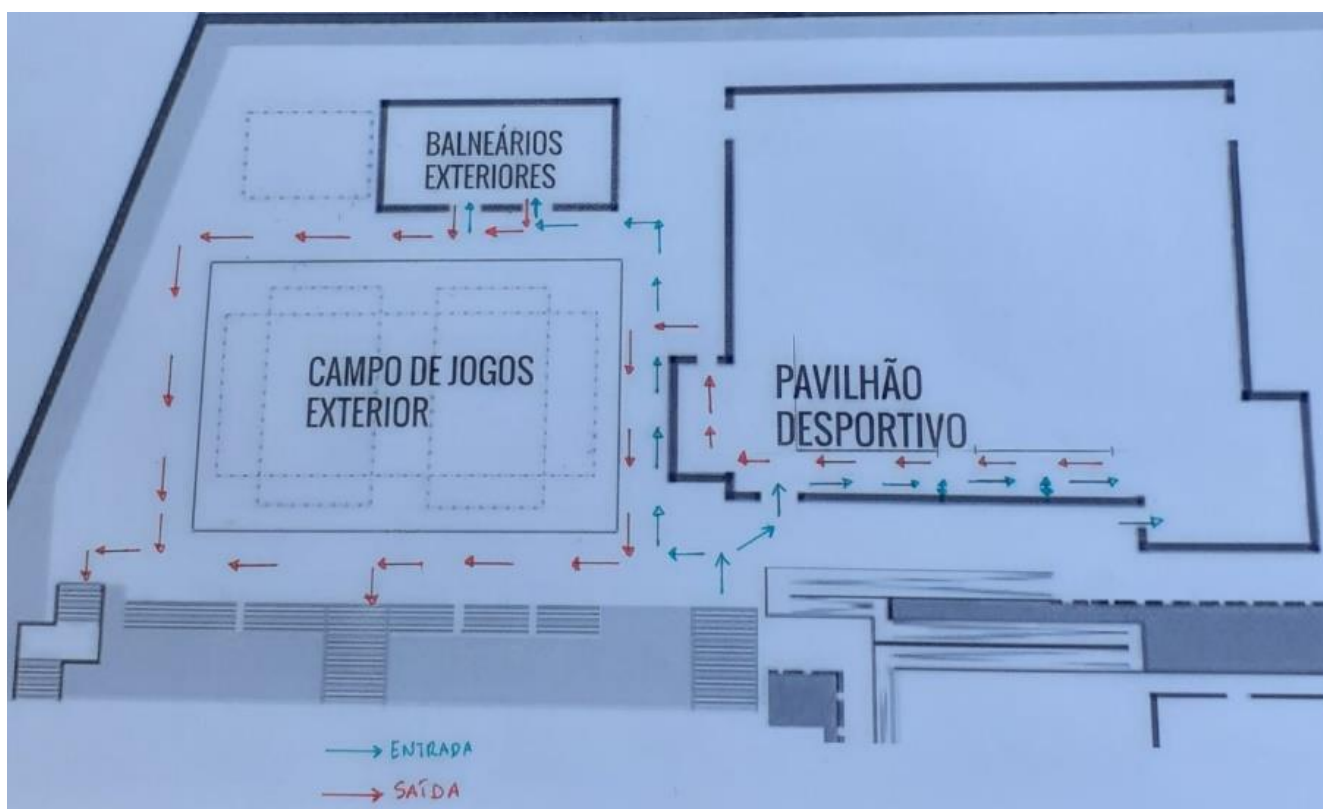 BALNEÁRIOS
EXTERIORES
CAMPO DE JOGOS
EXTERIOR
PAVILHÃO
DESPORTIVO
ENTRADA
SAÍDA